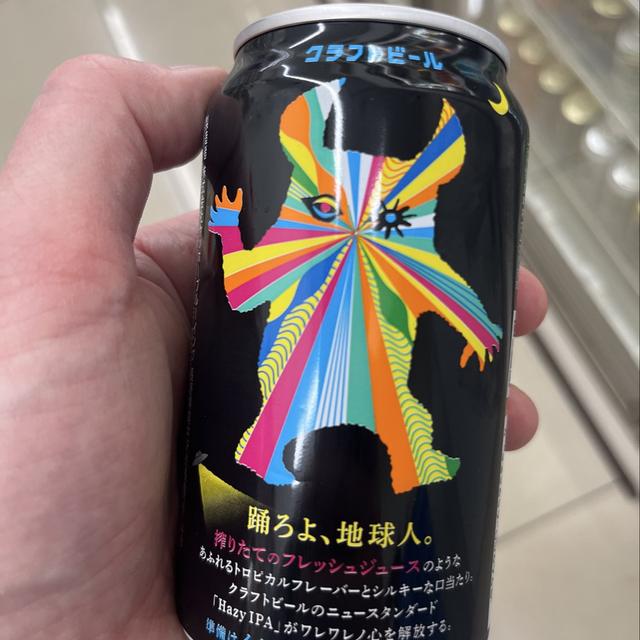 クラフトビール
踊ろよ、地球人。
搾りたてのフレッシュジュースのような
あふれるトロピカルフレーバーとシルキーな口当たり:
クラフトビールのニュースタンダード
「Hazy IPA」がワレワレノ心を解放する:
準備は